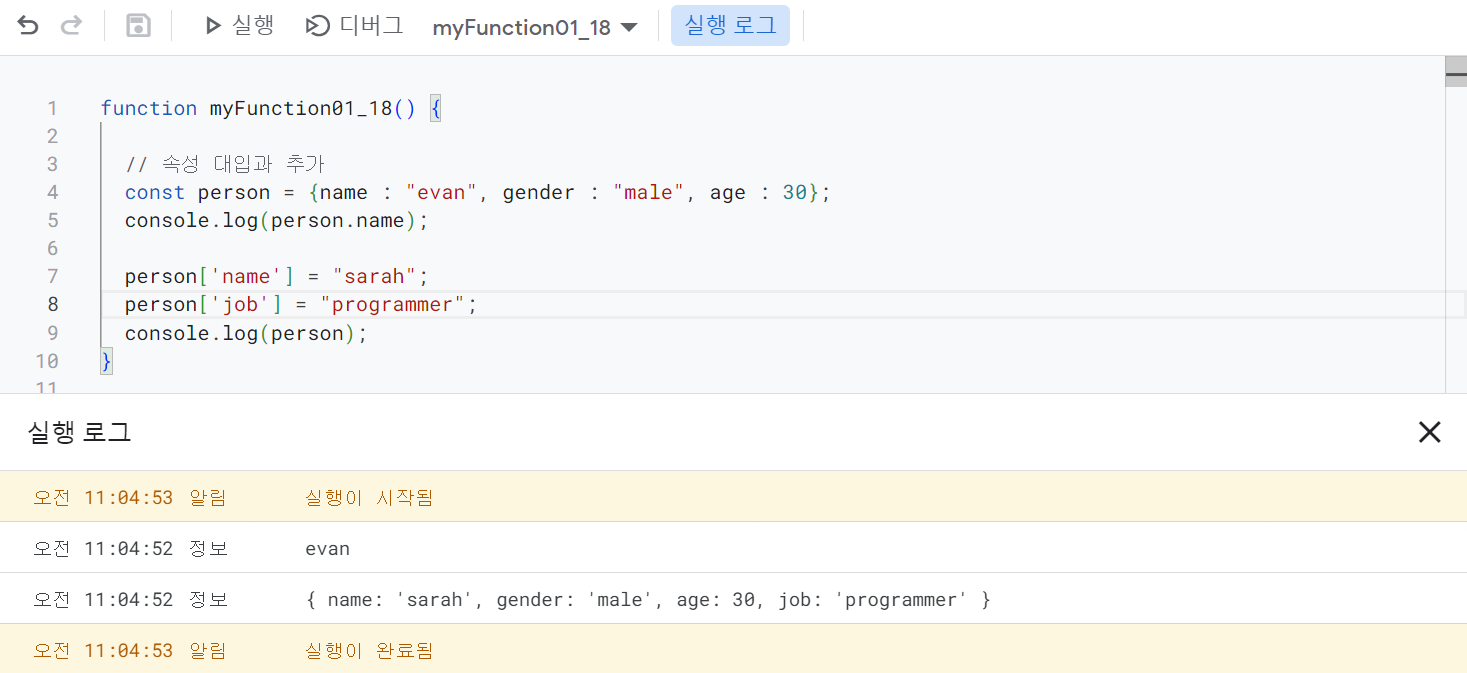 실행 디버그 myFunction01_18 실행 로그
1 function myFunction01_18() {
2
3 // 속성 대입과 추가
4 const person = {name : "evan", gender : "male", age : 30};
5 console.log(person.name);
6
7 person['name'] = "sarah";
8 person['job'] = "programmer";
9 console.log(person);
10 }
11
실행 로그
오전 11:04:53 알림 실행이 시작됨
오전 11:04:52 정보 evan
오전 11:04:52 정보 { name: 'sarah', gender: 'male', age: 30, job: 'programmer' }
오전 11:04:53 알림 실행이 완료됨